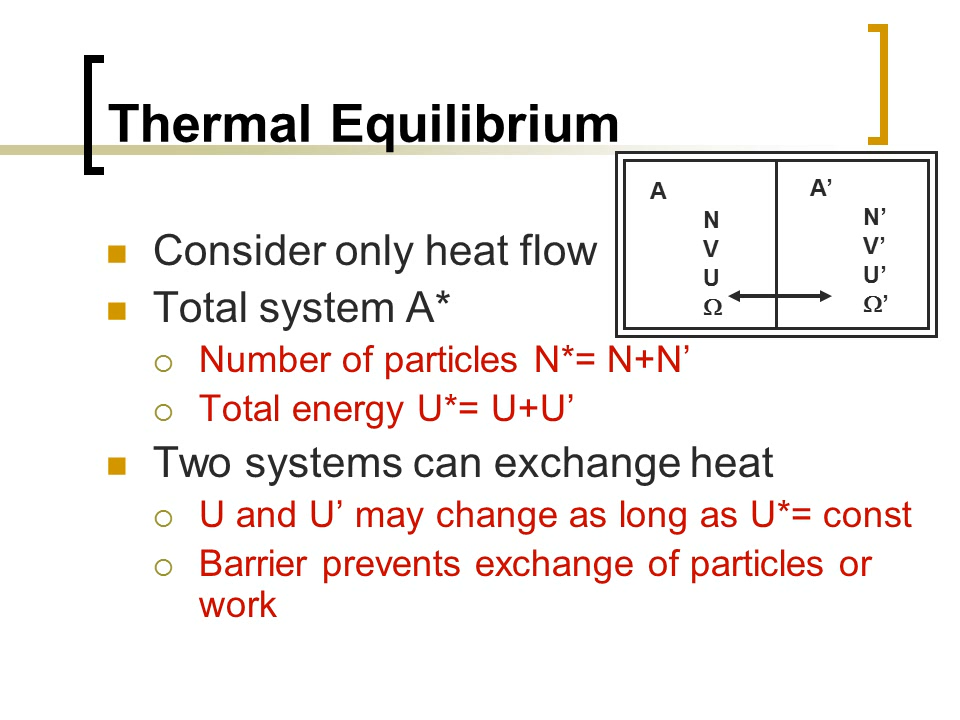 Thermal Equilibrium
A
N
V
U
Ω
A’
N’
V’
U’
Ω’
Consider only heat flow
Total system A*
Number of particles N*= N+N’
Total energy U*= U+U’
Two systems can exchange heat
U and U’ may change as long as U*= const
Barrier prevents exchange of particles or
work